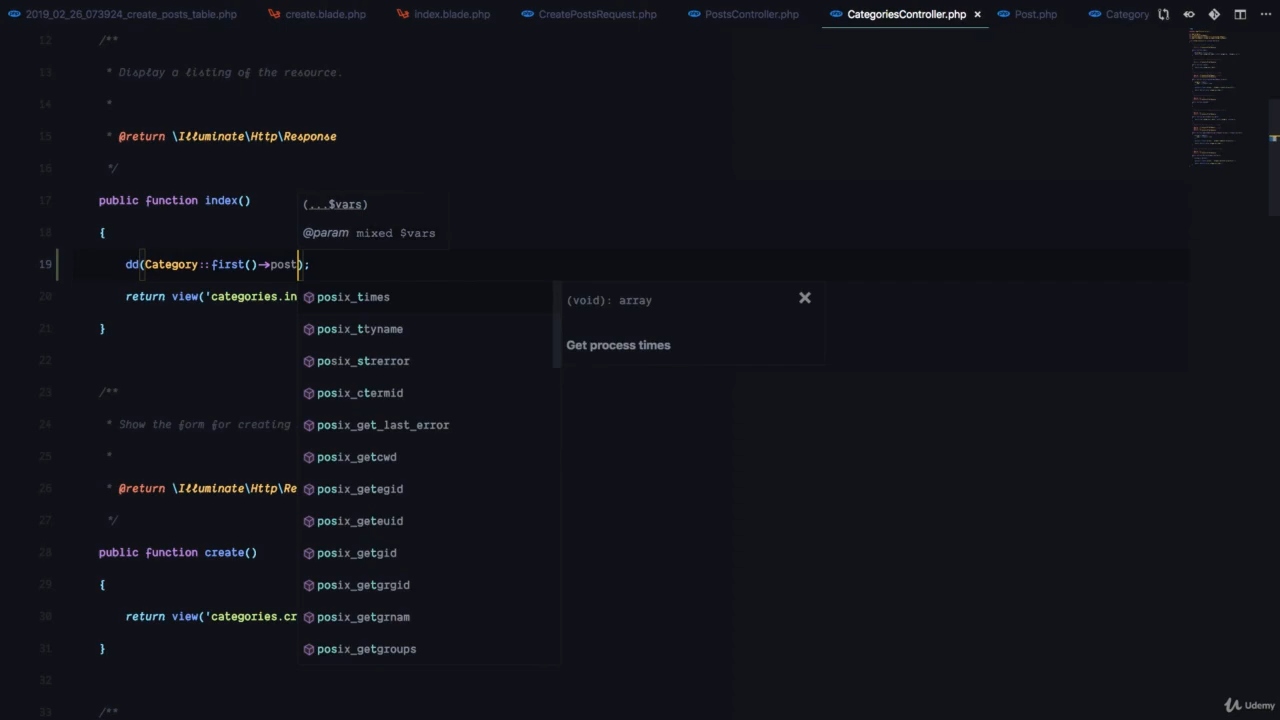 2019_02_26_073924_create_posts_table.php create.blade.php index.blade.php CreatePostsRequest.php PostsController.php CategoriesController.php × Post.php Category
12 /**
13 * Display a listing of the resource.
14 *
15 * @return \Illuminate\Http\Response
16 */
17 public function index()
(...$vars)
18 {
@param mixed $vars
19 dd(Category::first()->post);
20 return view('categories.in
posix_times
(void): array ×
21 }
posix_ttyname
Get process times
22
posix_strerror
23 /**
posix_ctermid
24 * Show the form for creating
posix_get_last_error
25 *
posix_getcwd
26 * @return \Illuminate\Http\Re
posix_getegid
27 */
posix_geteuid
28 public function create()
posix_getgid
29 {
posix_getgrgid
30 return view('categories.cr
posix_getgrnam
31 }
posix_getgroups
32
33 /**
Udemy